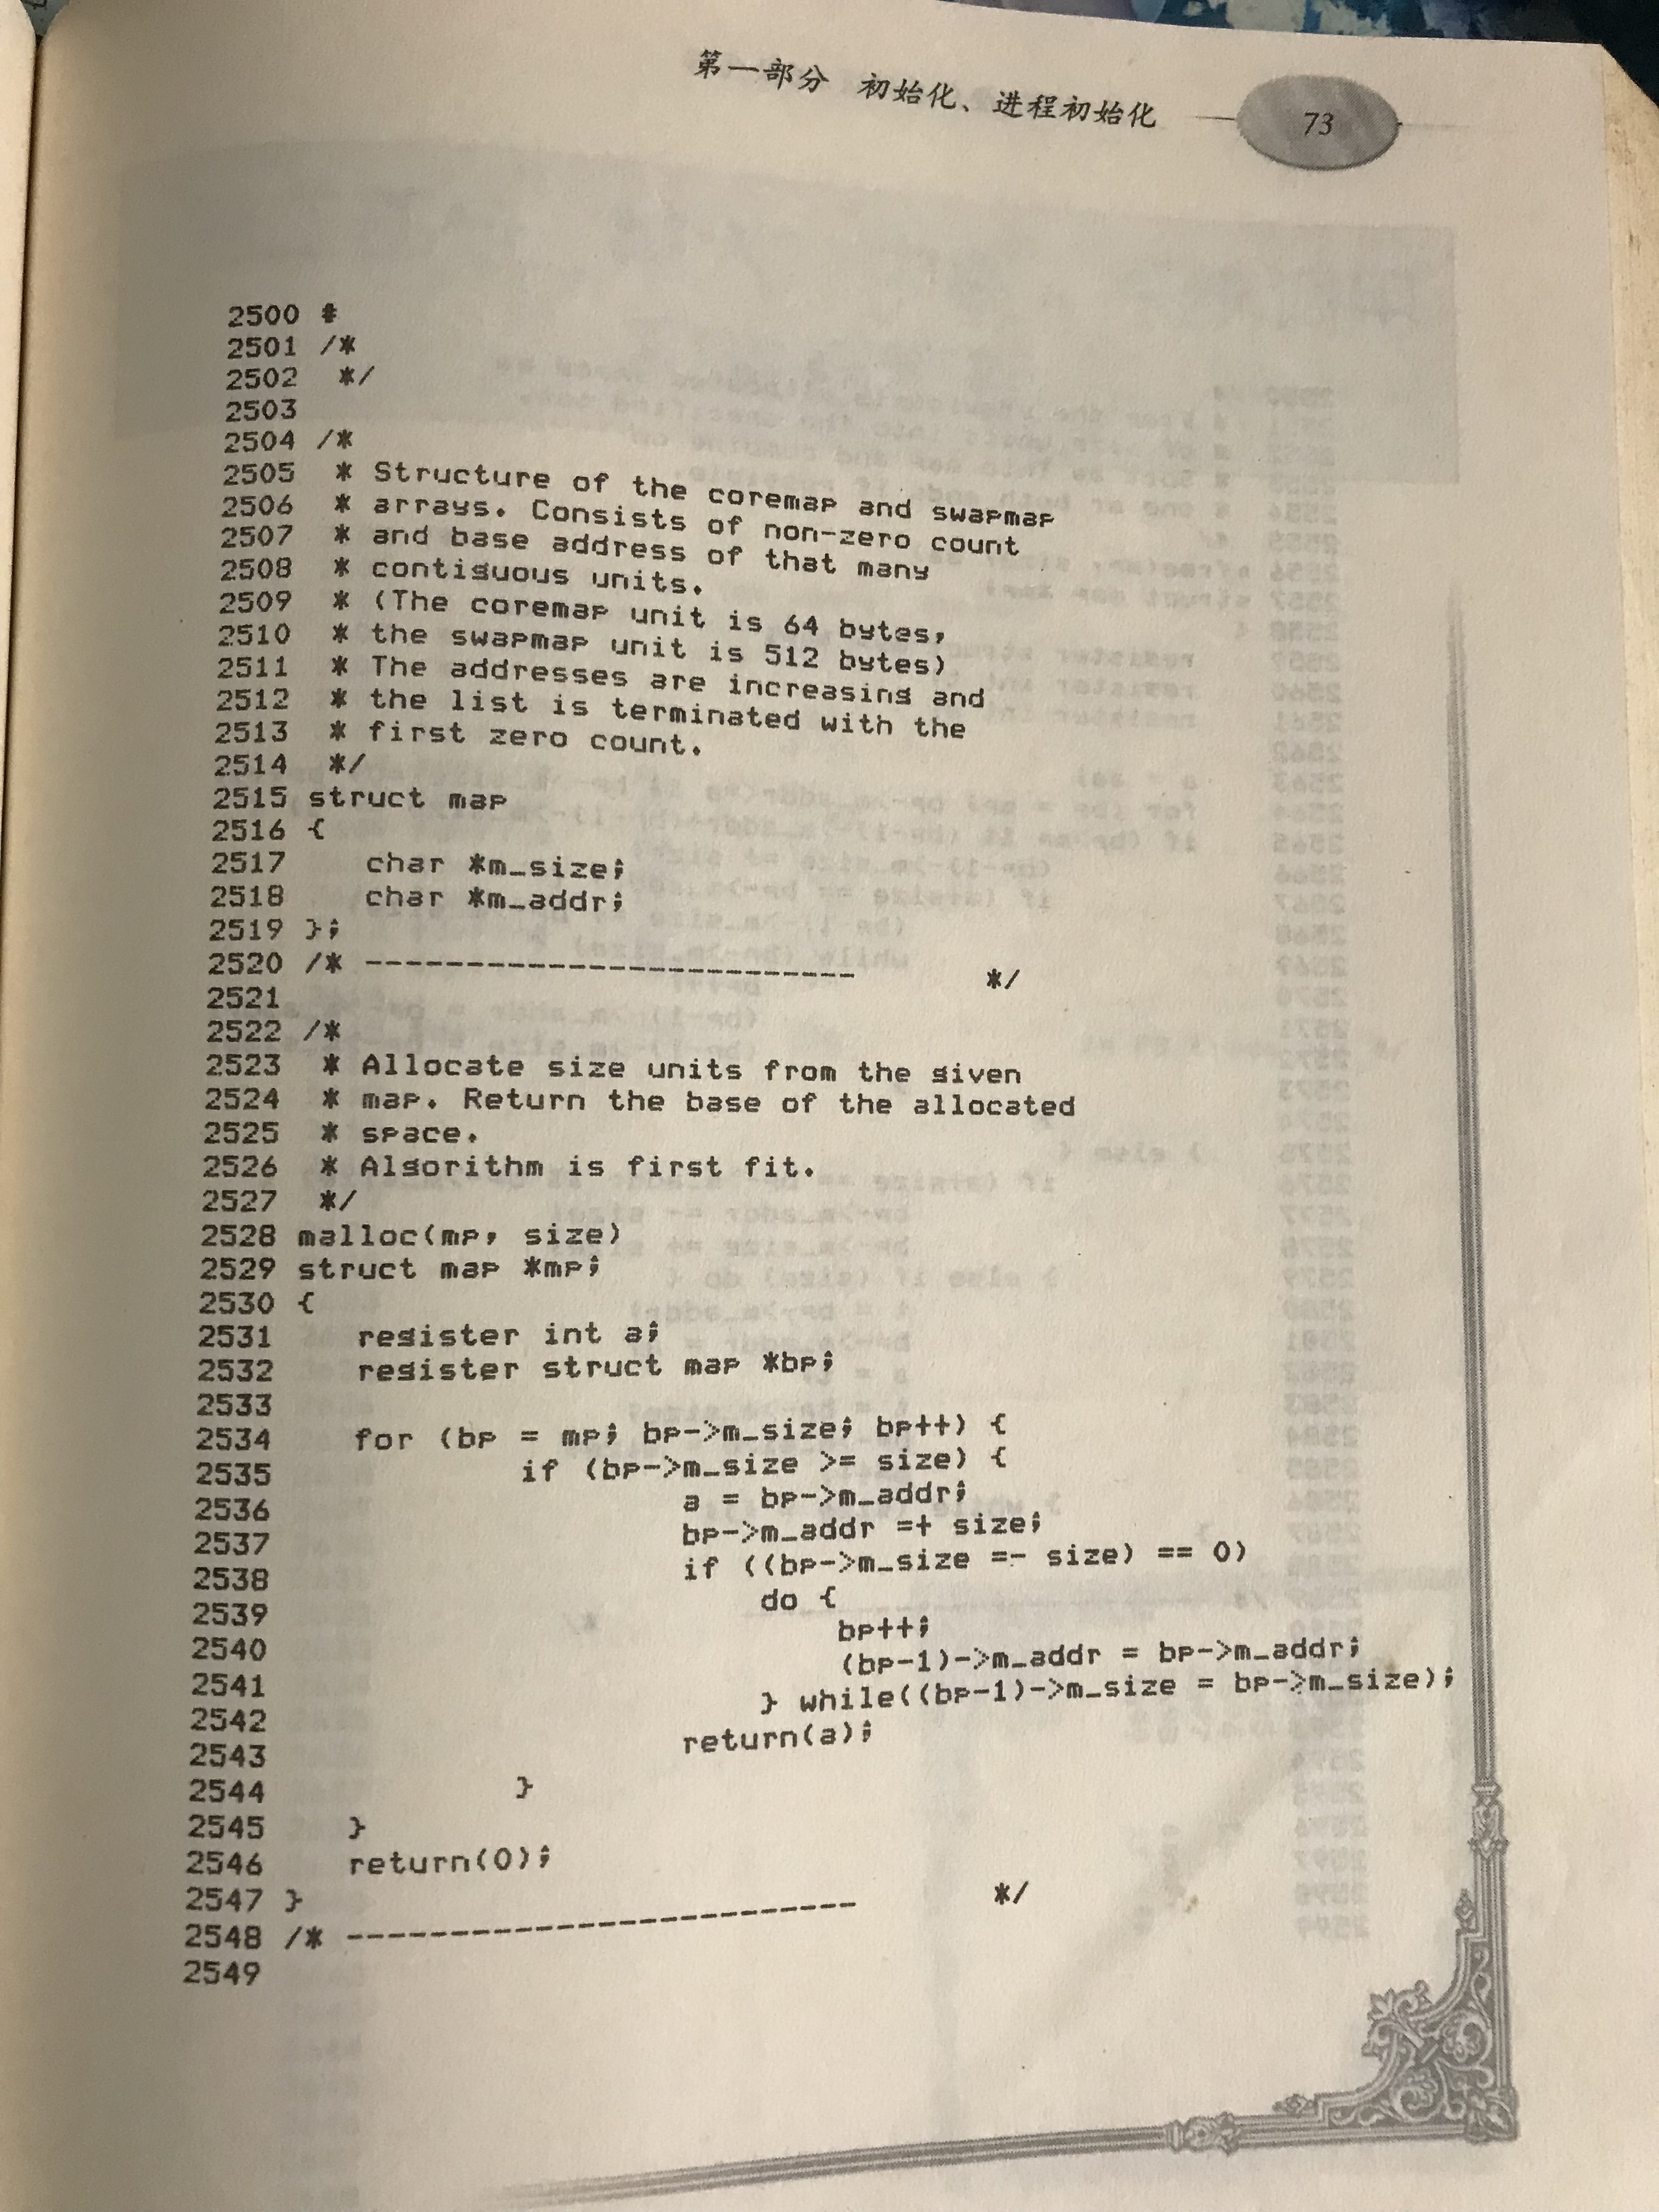 第一部分 初始化、进程初始化 73
2500 #
2501 /*
2502  */
2503
2504 /*
2505  * Structure of the coremap and swapmap
2506  * arrays. Consists of non-zero count
2507  * and base address of that many
2508  * contiguous units.
2509  * (The coremap unit is 64 bytes,
2510  * the swapmap unit is 512 bytes)
2511  * The addresses are increasing and
2512  * the list is terminated with the
2513  * first zero count.
2514  */
2515 struct map
2516 {
2517    char *m_size;
2518    char *m_addr;
2519 };
2520 /* -------------------------       */
2521
2522 /*
2523  * Allocate size units from the given
2524  * map. Return the base of the allocated
2525  * space.
2526  * Algorithm is first fit.
2527  */
2528 malloc(mp, size)
2529 struct map *mp;
2530 {
2531    register int a;
2532    register struct map *bp;
2533
2534    for (bp = mp; bp->m_size; bp++) {
2535            if (bp->m_size >= size) {
2536                    a = bp->m_addr;
2537                    bp->m_addr =+ size;
2538                    if ((bp->m_size =- size) == 0)
2539                        do {
2540                            bp++;
2541                            (bp-1)->m_addr = bp->m_addr;
2542                        } while((bp-1)->m_size = bp->m_size);
2543                    return(a);
2544            }
2545    }
2546    return(0);
2547 }
2548 /* -------------------------       */
2549